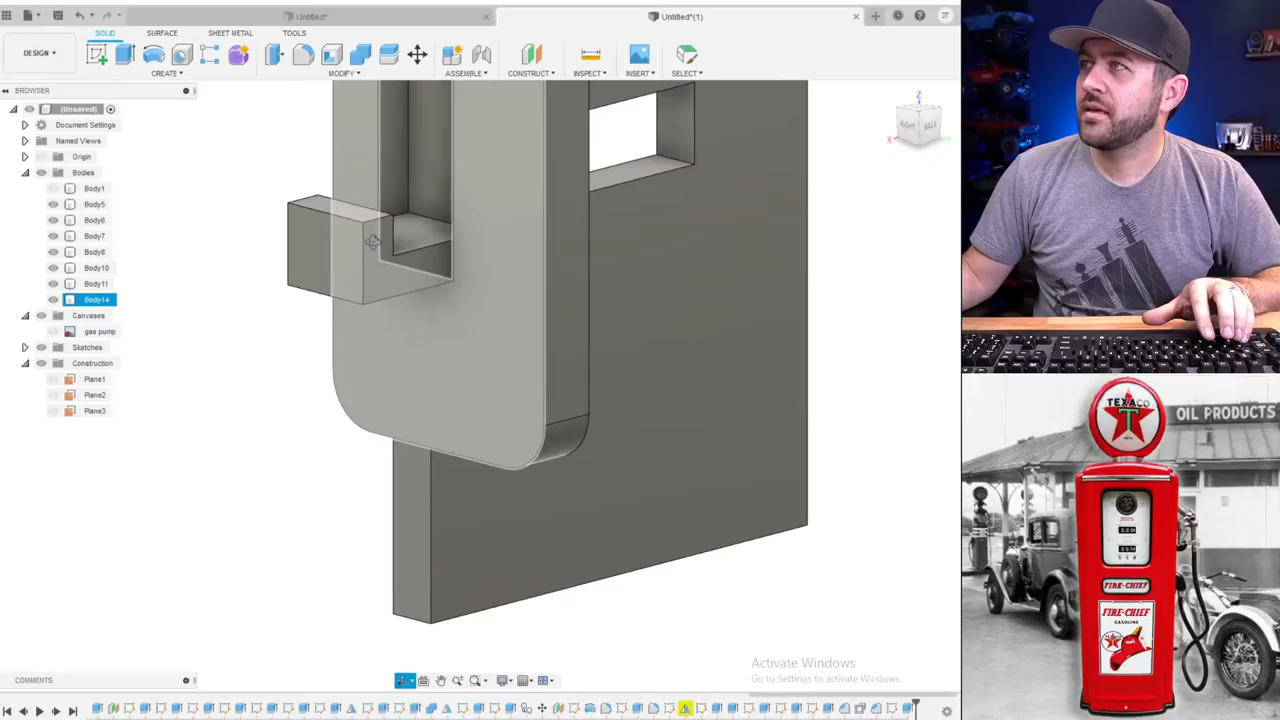 Untitled*
Untitled*(1)
JT
SOLID
SURFACE
SHEET METAL
TOOLS
DESIGN
CREATE
MODIFY
ASSEMBLE
CONSTRUCT
INSPECT
INSERT
SELECT
BROWSER
(Unsaved)
Document Settings
Named Views
Origin
Bodies
Body1
Body5
Body6
Body7
Body8
Body10
Body11
Body14
Canvases
gas pump
Sketches
Construction
Plane1
Plane2
Plane3
Z
X
RIGHT
BACK
TEXACO
T
OIL PRODUCTS
FIRE-CHIEF
FIRE-CHIEF
GASOLINE
Activate Windows
Go to Settings to activate Windows.
COMMENTS